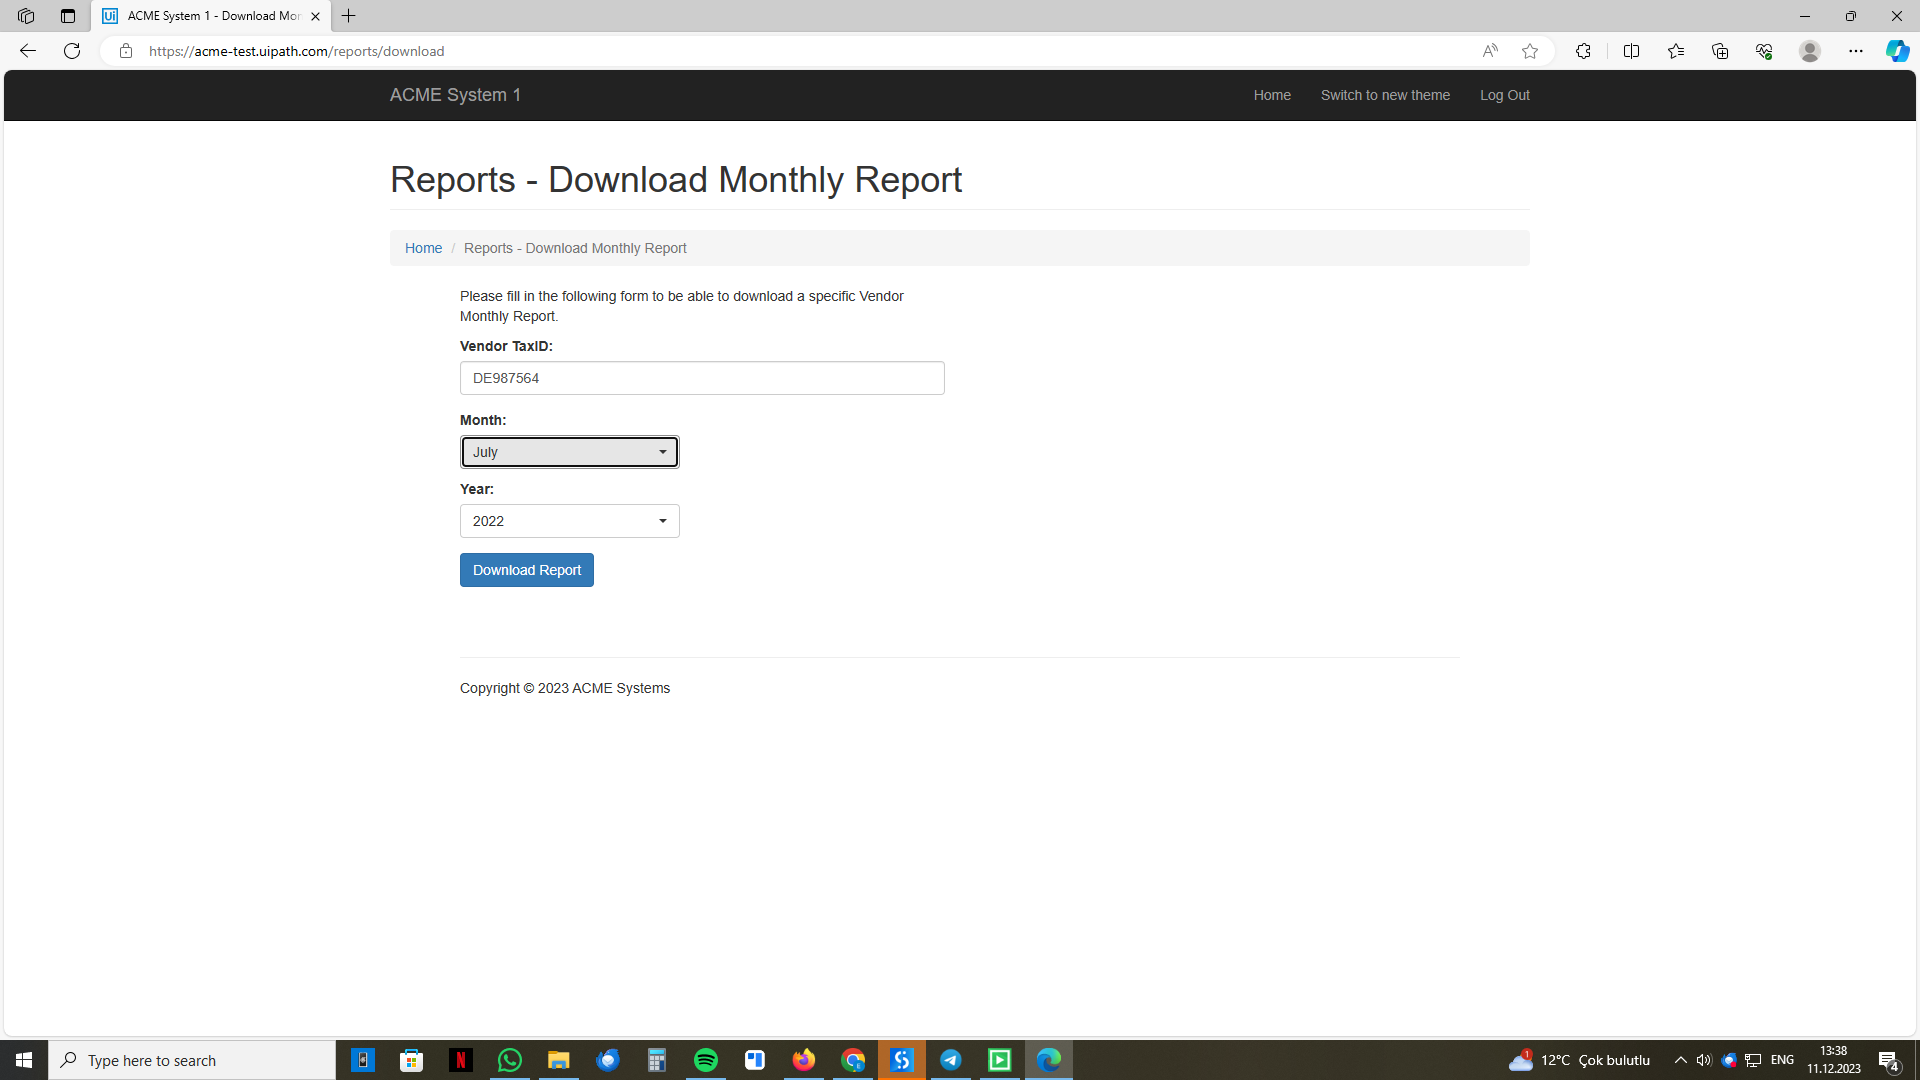 ACME System 1 - Download Mon
https://acme-test.uipath.com/reports/download
ACME System 1
Home
Switch to new theme
Log Out
Reports - Download Monthly Report
Home / Reports - Download Monthly Report
Please fill in the following form to be able to download a specific Vendor
Monthly Report.
Vendor TaxID:
DE987564
Month:
July
Year:
2022
Download Report
Copyright © 2023 ACME Systems
Type here to search
12°C Çok bulutlu
ENG
13:38
11.12.2023
4